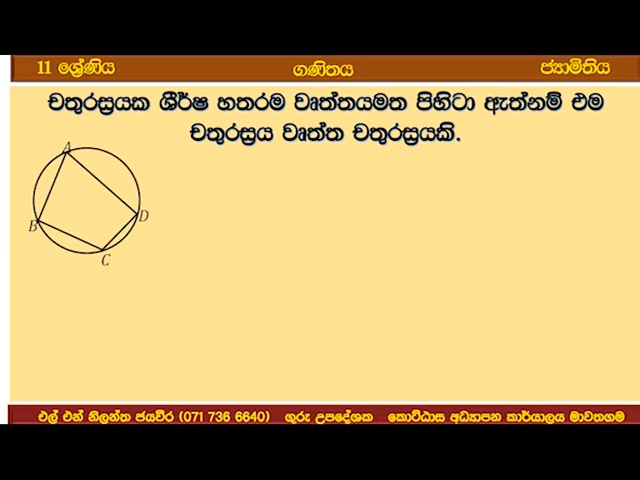 11 ශ්‍රේණිය ගණිතය ජ්‍යාමිතිය
චතුරස්‍රයක ශීර්ෂ හතරම වෘත්තයමත පිහිටා ඇත්නම් එම
චතුරස්‍රය වෘත්ත චතුරස්‍රයකි.
A
B
D
C
එල් එන් නිලන්ත ජයවීර (071 736 6640) ගුරු උපදේශක කොට්ඨාස අධ්‍යාපන කාර්යාලය මාවතගම